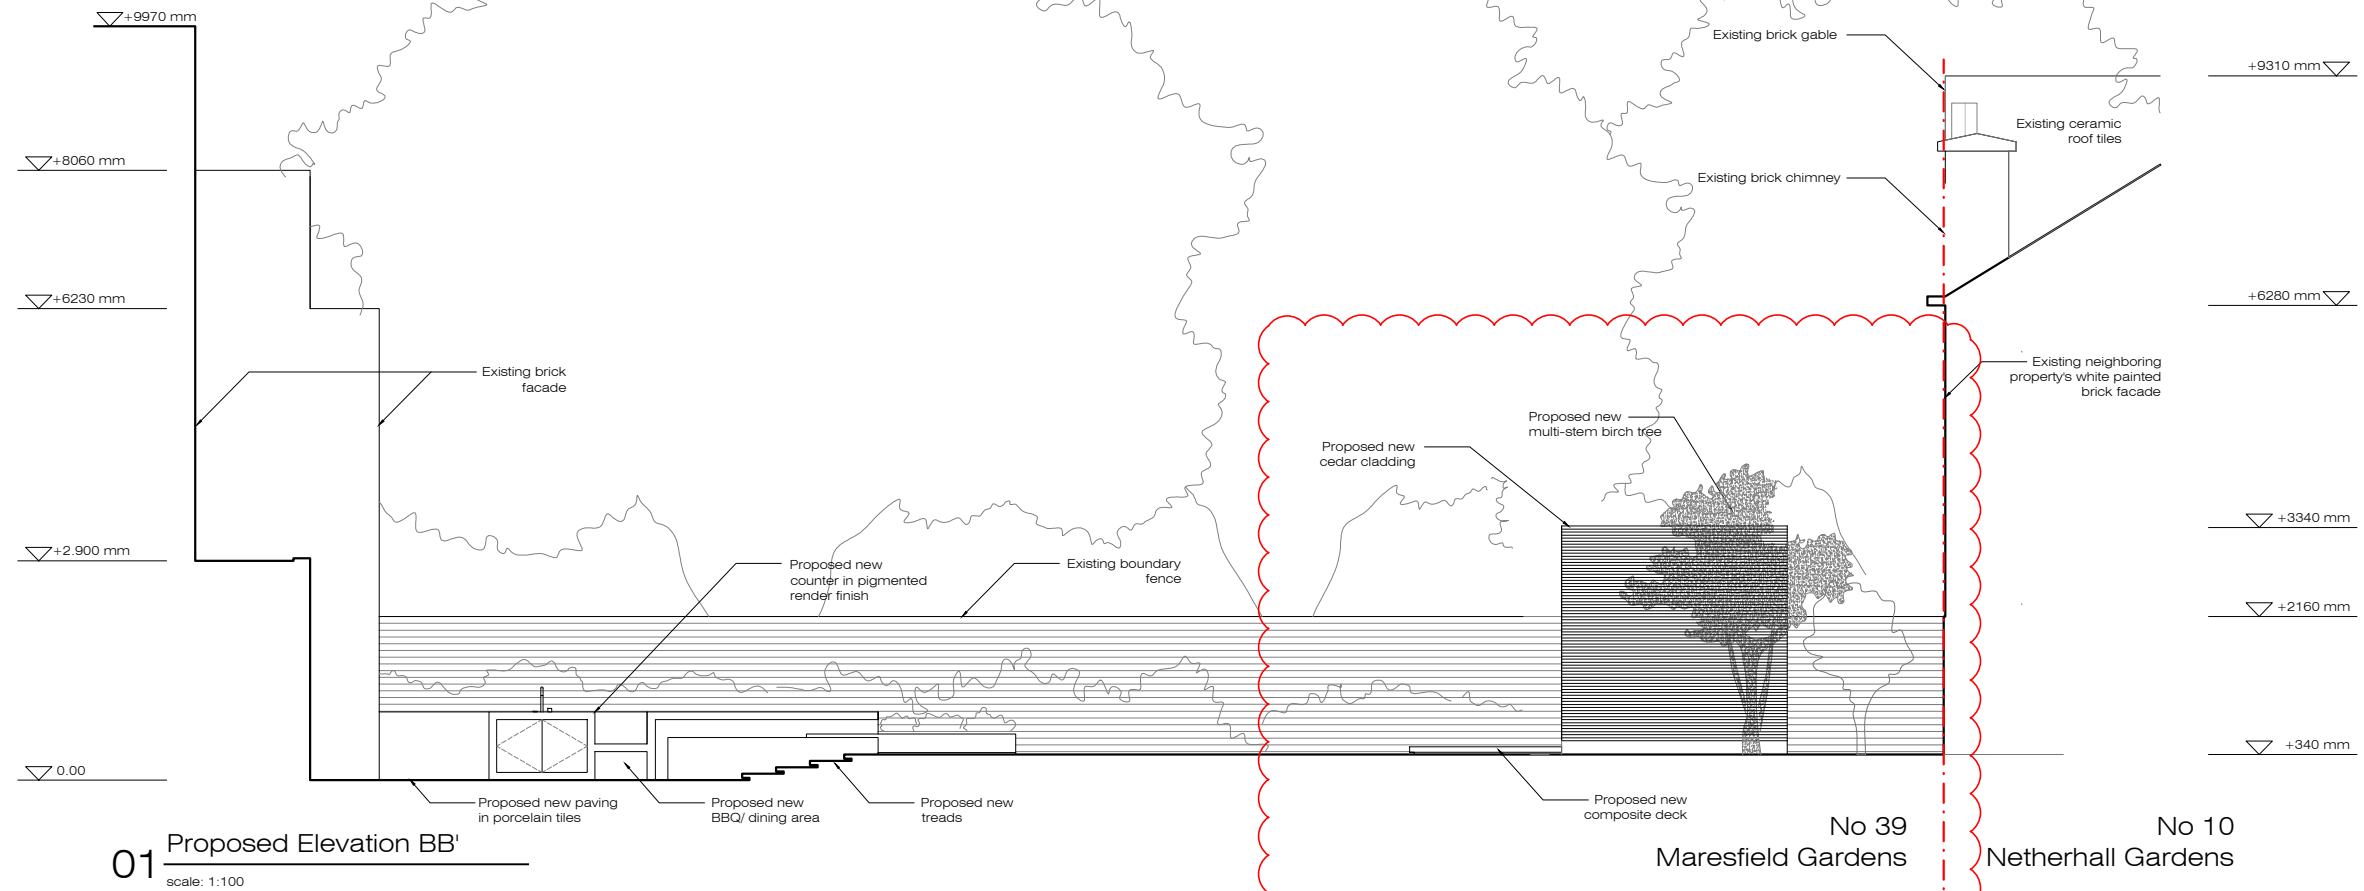 +9970 mm
Existing brick gable
+9310 mm
Existing ceramic
roof tiles
+8060 mm
Existing brick chimney
+6230 mm
+6280 mm
Existing brick
facade
Existing neighboring
property's white painted
brick facade
Proposed new
multi-stem birch tree
Proposed new
cedar cladding
+3340 mm
+2.900 mm
Proposed new
counter in pigmented
render finish
Existing boundary
fence
+2160 mm
+340 mm
0.00
Proposed new paving
in porcelain tiles
Proposed new
BBQ/ dining area
Proposed new
treads
Proposed new
composite deck
No 39
Maresfield Gardens
No 10
Netherhall Gardens
01
Proposed Elevation BB'
scale: 1:100